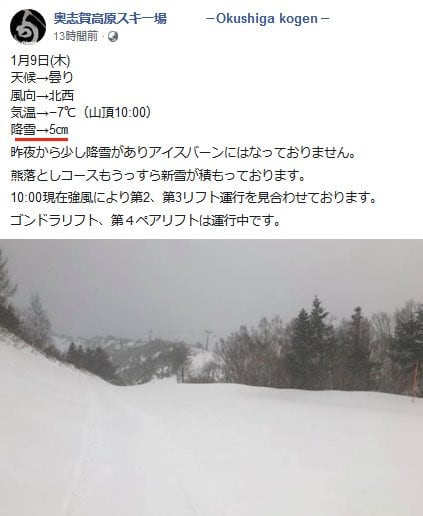 奥志賀高原スキー場　　　－Okushiga kogen－
13時間前・
1月9日(木)
天候→曇り
風向→北西
気温→−7℃（山頂10:00）
降雪→5㎝
昨夜から少し降雪がありアイスバーンにはなっておりません。
熊落としコースもうっすら新雪が積もっております。
10:00現在強風により第2、第3リフト運行を見合わせております。
ゴンドラリフト、第４ペアリフトは運行中です。